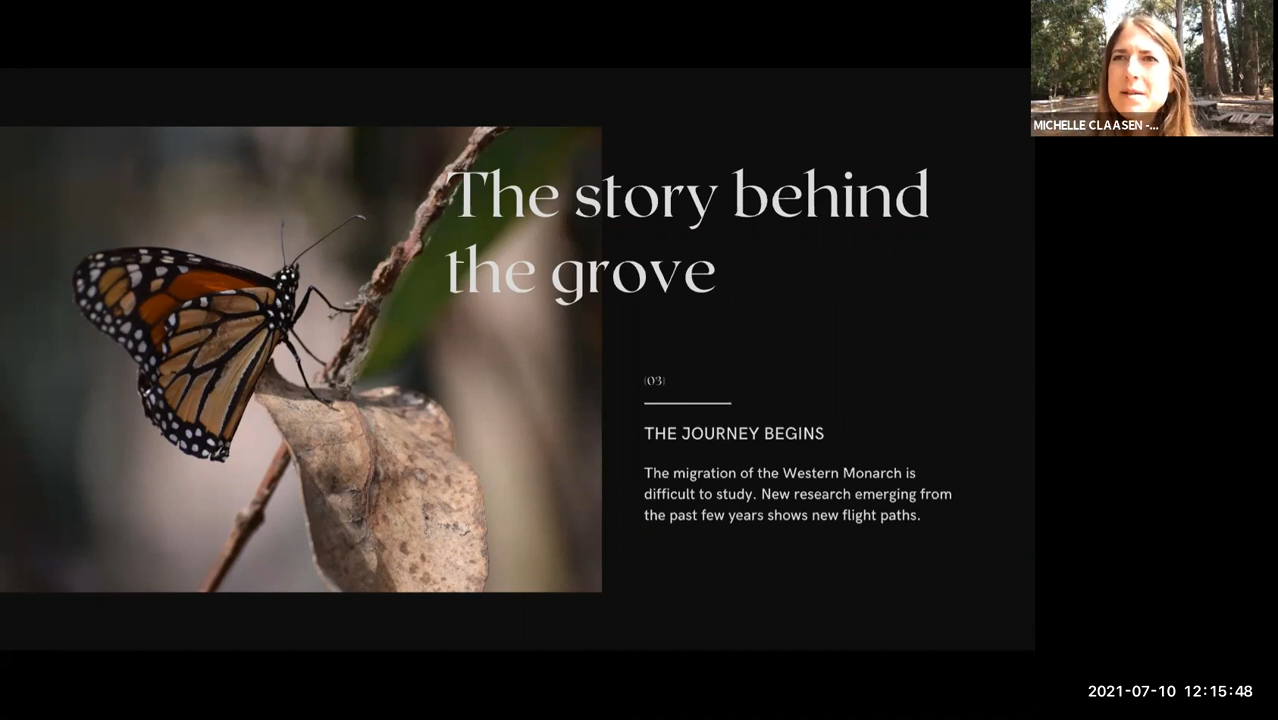 MICHELLE CLAASEN -...
The story behind
the grove
[03]
THE JOURNEY BEGINS
The migration of the Western Monarch is
difficult to study. New research emerging from
the past few years shows new flight paths.
2021-07-10 12:15:48